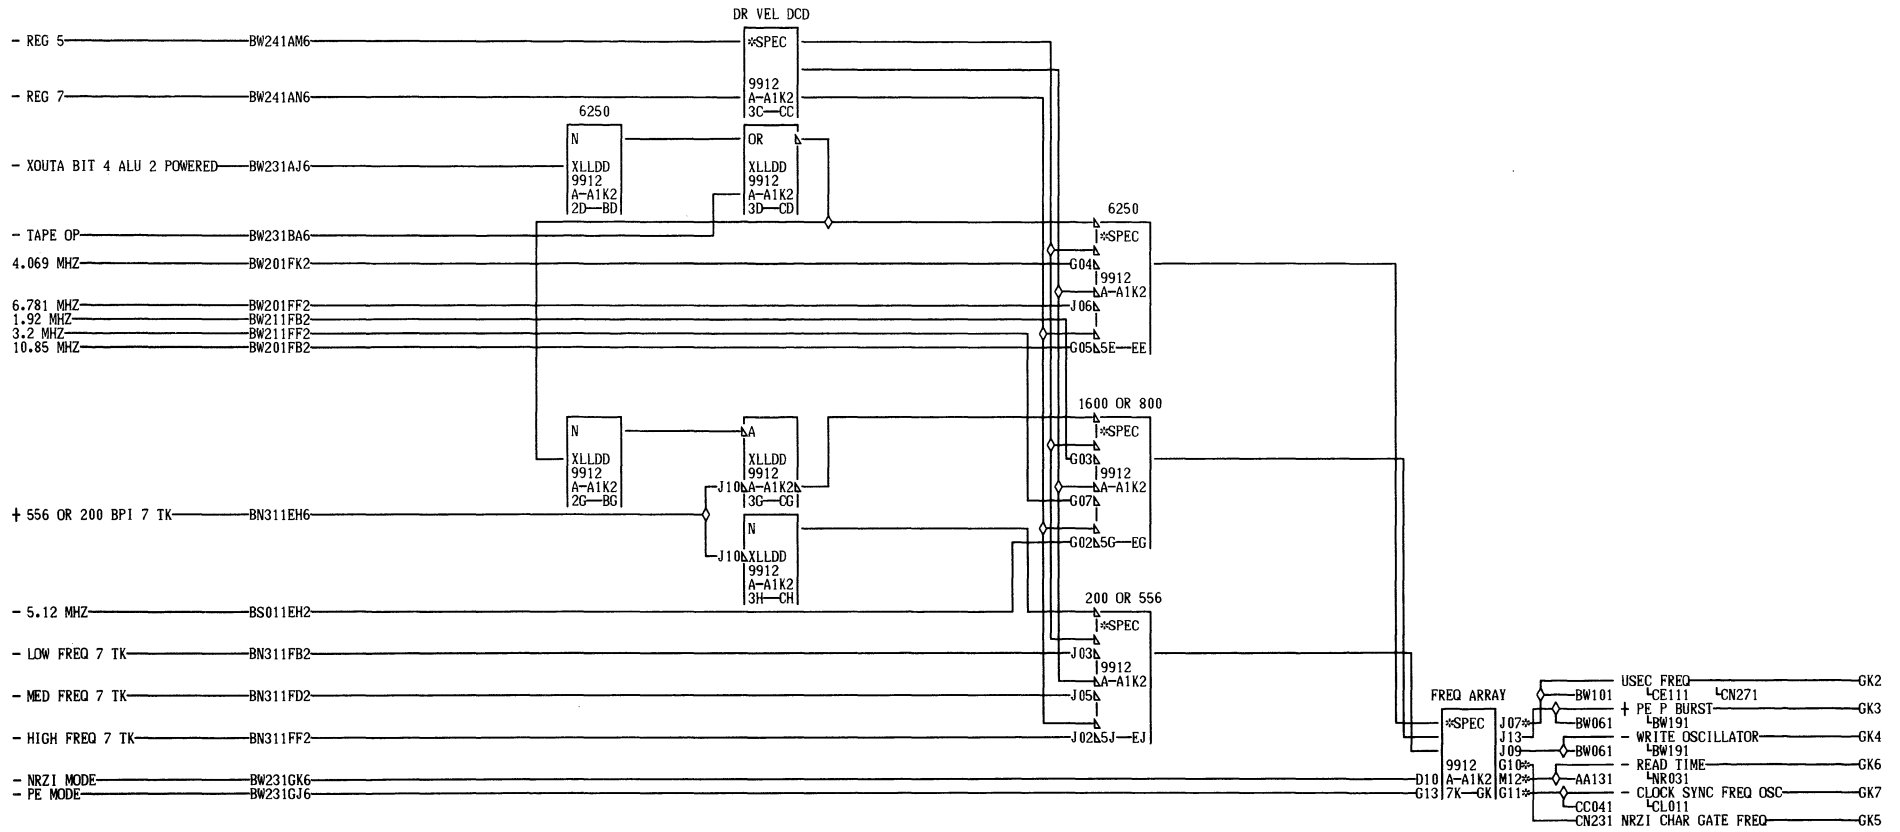 DR VEL DCD
- REG 5 BW241AM6 *SPEC
9912
- REG 7 BW241AN6 A-A1K2
3C CC
6250
N OR
- XOUTA BIT 4 ALU 2 POWERED BW231AJ6 XLLDD XLLDD
9912 9912
A-A1K2 A-A1K2
2D BD 3D CD
6250
- TAPE OP BW231BA6 *SPEC
4.069 MHZ BW201FK2 G04
9912
A-A1K2
6.781 MHZ BW201FF2 J06
1.92 MHZ BW211FB2
3.2 MHZ BW211FF2
10.85 MHZ BW201FB2 G05 5E EE
1600 OR 800
N A *SPEC
XLLDD XLLDD G03
9912 9912 9912
A-A1K2 J10 A-A1K2 A-A1K2
2G BG 3G CG G07
+ 556 OR 200 BPI 7 TK BN311EH6
N
G02 5G EG
J10 XLLDD
9912
A-A1K2
3H CH
200 OR 556
- 5.12 MHZ BS011EH2
*SPEC
- LOW FREQ 7 TK BN311FB2 J03
9912
A-A1K2
- MED FREQ 7 TK BN311FD2 J05
- HIGH FREQ 7 TK BN311FF2 J02 5J EJ
FREQ ARRAY
*SPEC J07*
J13
J09
G10*
- NRZI MODE BW231GK6 D10 A-A1K2 M12*
9912
- PE MODE BW231GJ6 G13 7K GK G11*
USEC FREQ GK2
BW101 CE111 CN271
+ PE P BURST GK3
BW061 BW191
- WRITE OSCILLATOR GK4
BW061 BW191
- READ TIME GK6
AA131 NR031
- CLOCK SYNC FREQ OSC GK7
CC041 CL011
CN231 NRZI CHAR GATE FREQ GK5